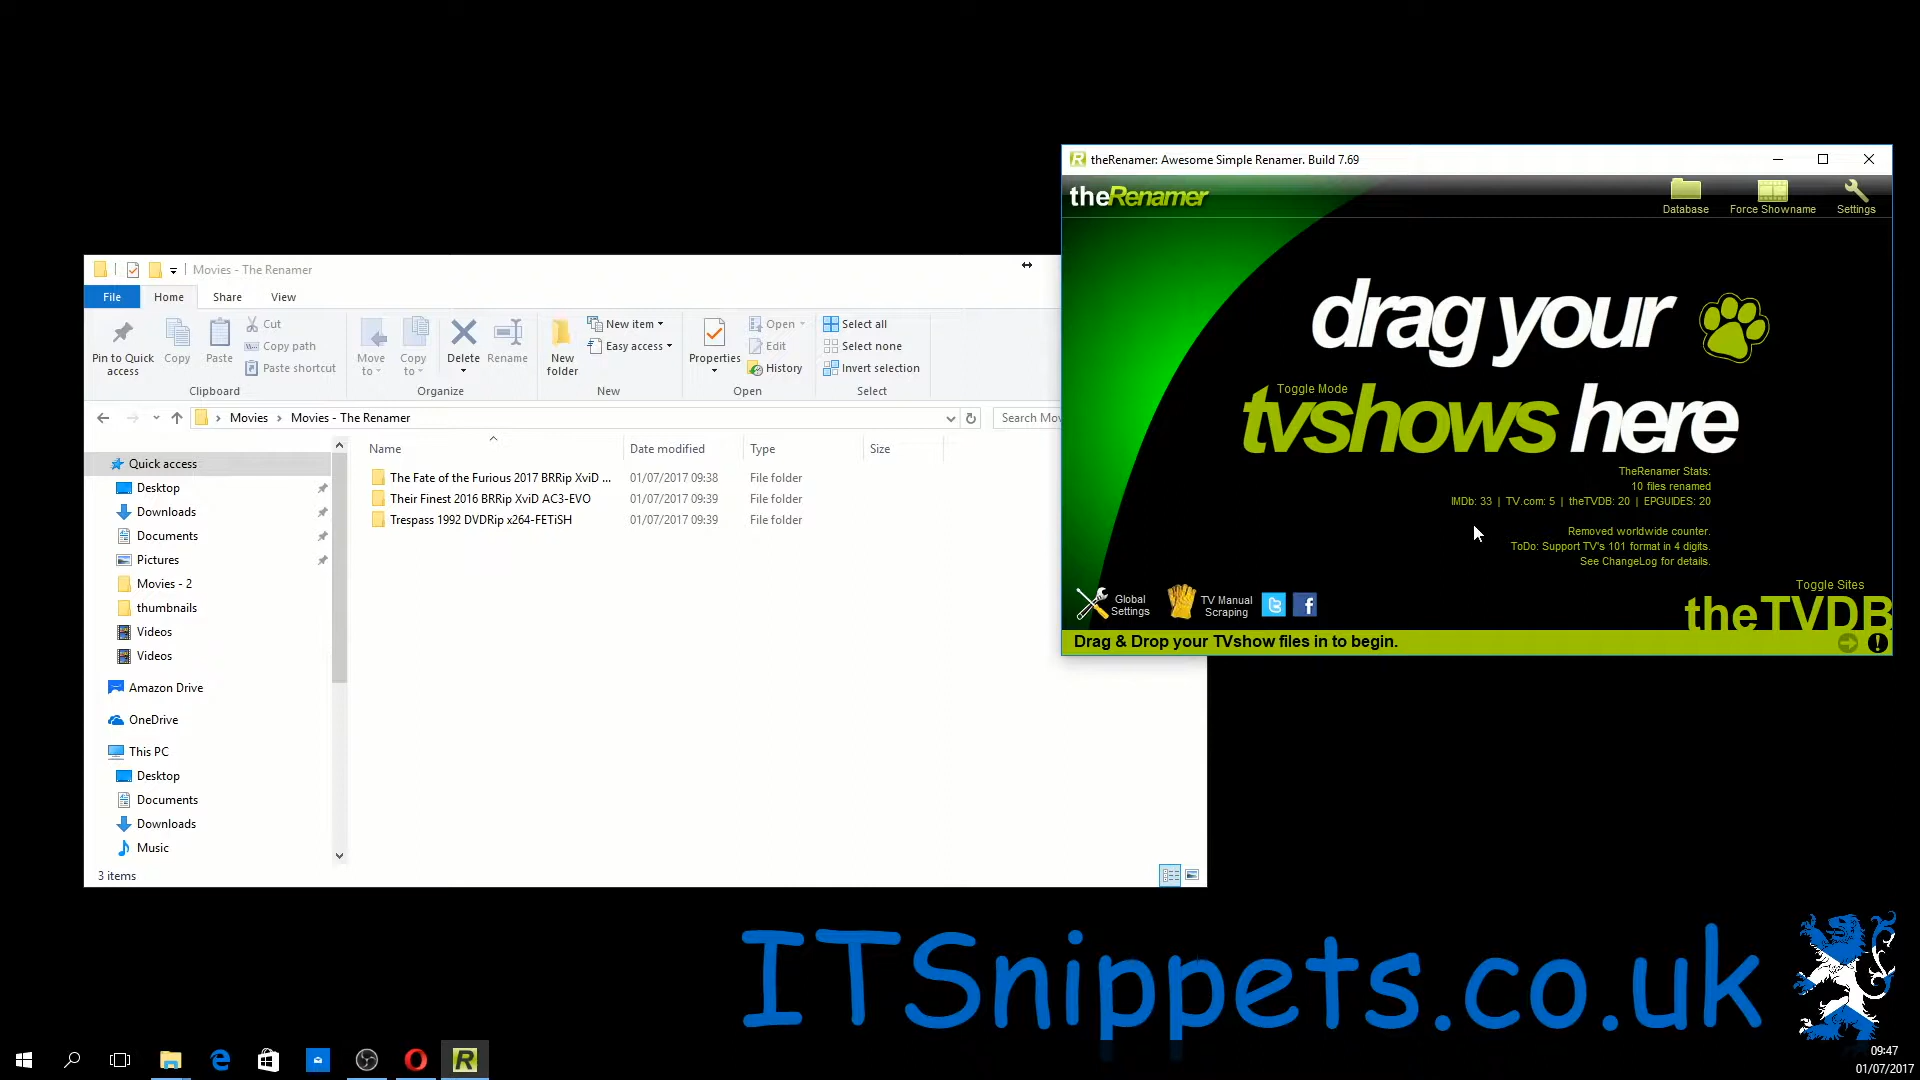 theRenamer: Awesome Simple Renamer. Build 7.69
theRenamer
Database
Force Showname
Settings
drag your
Toggle Mode
tvshows here
TheRenamer Stats:
10 files renamed
IMDb: 33 | TV.com: 5 | theTVDB: 20 | EPGUIDES: 20
Removed worldwide counter.
ToDo: Support TV's 101 format in 4 digits.
See ChangeLog for details.
Global
Settings
TV Manual
Scraping
Toggle Sites
theTVDB
Drag & Drop your TVshow files in to begin.
Movies - The Renamer
File
Home
Share
View
Pin to Quick
access
Copy
Paste
Cut
Copy path
Paste shortcut
Clipboard
Move
to
Copy
to
Delete
Rename
Organize
New
folder
New item
Easy access
New
Properties
Open
Edit
History
Open
Select all
Select none
Invert selection
Select
Movies
Movies - The Renamer
Search Mov
Name
Date modified
Type
Size
The Fate of the Furious 2017 BRRip XviD ...
01/07/2017 09:38
File folder
Their Finest 2016 BRRip XviD AC3-EVO
01/07/2017 09:39
File folder
Trespass 1992 DVDRip x264-FETiSH
01/07/2017 09:39
File folder
Quick access
Desktop
Downloads
Documents
Pictures
Movies - 2
thumbnails
Videos
Videos
Amazon Drive
OneDrive
This PC
Desktop
Documents
Downloads
Music
3 items
ITSnippets.co.uk
09:47
01/07/2017